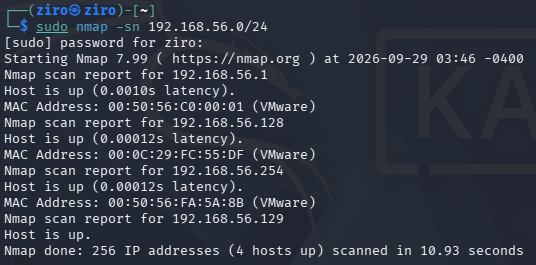 ┌──(ziro㉿ziro)-[~]
└─$ sudo nmap -sn 192.168.56.0/24
[sudo] password for ziro:
Starting Nmap 7.99 ( https://nmap.org ) at 2026-09-29 03:46 -0400
Nmap scan report for 192.168.56.1
Host is up (0.0010s latency).
MAC Address: 00:50:56:C0:00:01 (VMware)
Nmap scan report for 192.168.56.128
Host is up (0.00012s latency).
MAC Address: 00:0C:29:FC:55:DF (VMware)
Nmap scan report for 192.168.56.254
Host is up (0.00012s latency).
MAC Address: 00:50:56:FA:5A:8B (VMware)
Nmap scan report for 192.168.56.129
Host is up.
Nmap done: 256 IP addresses (4 hosts up) scanned in 10.93 seconds
KA